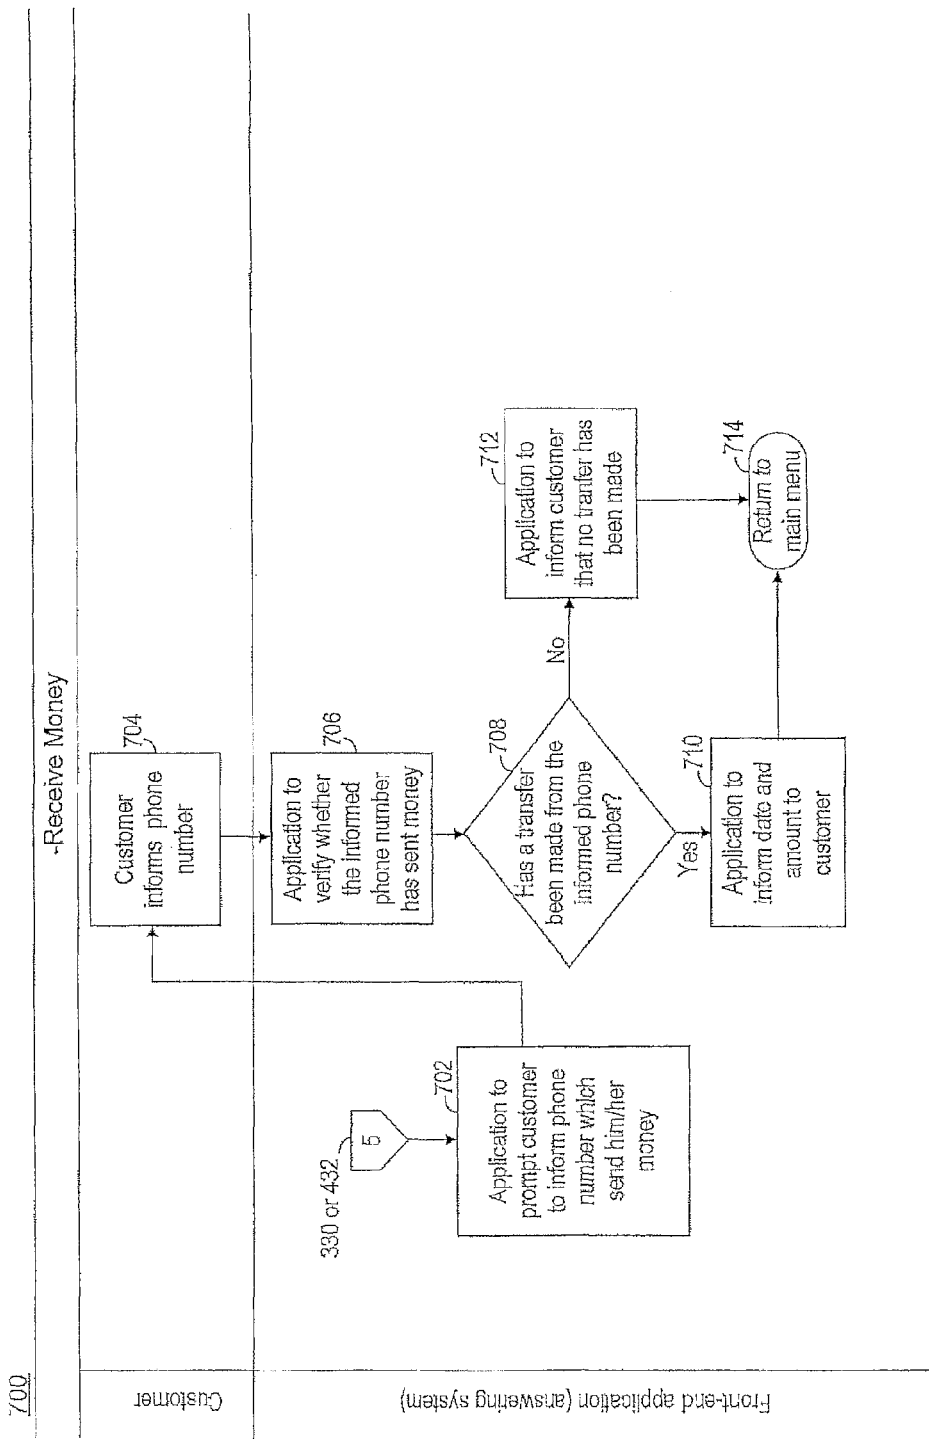 700
-Receive Money
Customer
Front-end application (answering system)
704
Customer
informs phone
number
330 or 432
5
702
Application to
prompt customer
to inform phone
number which
send him/her
money
706
Application to
verify whether
the informed
phone number
has sent money
708
Has a transfer
been made from the
informed phone
number?
No
Yes
712
Application to
inform customer
that no tranfer has
been made
710
Application to
inform date and
amount to
customer
714
Return to
main menu